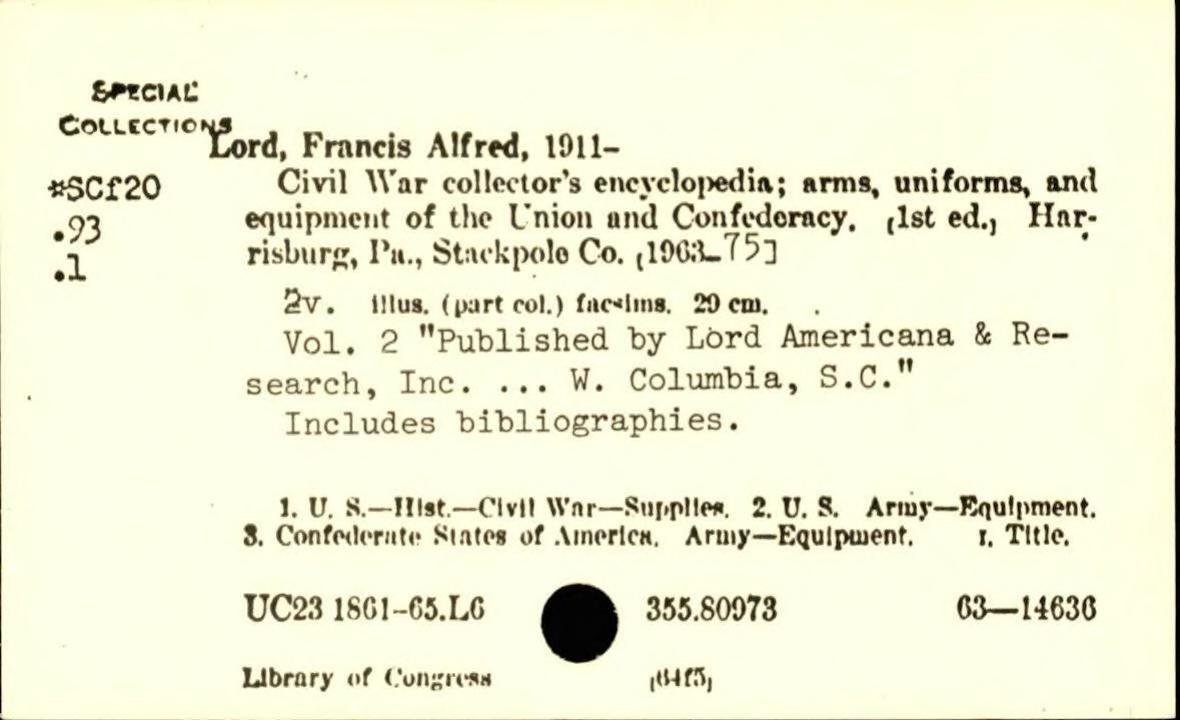 SPECIAL
COLLECTIONS
Lord, Francis Alfred, 1911-
*SCf20
.93
.1
Civil War collector's encyclopedia; arms, uniforms, and
equipment of the Union and Confederacy. [1st ed.] Har-
risburg, Pa., Stackpole Co. [1963-75]
2v. illus. (part col.) facsims. 29 cm.
Vol. 2 "Published by Lord Americana & Re-
search, Inc. ... W. Columbia, S.C."
Includes bibliographies.
1. U. S.—Hist.—Civil War—Supplies. 2. U. S. Army—Equipment.
3. Confederate States of America. Army—Equipment. I. Title.
UC23 1861-65.L6 355.80973 63—14636
Library of Congress [64f5]